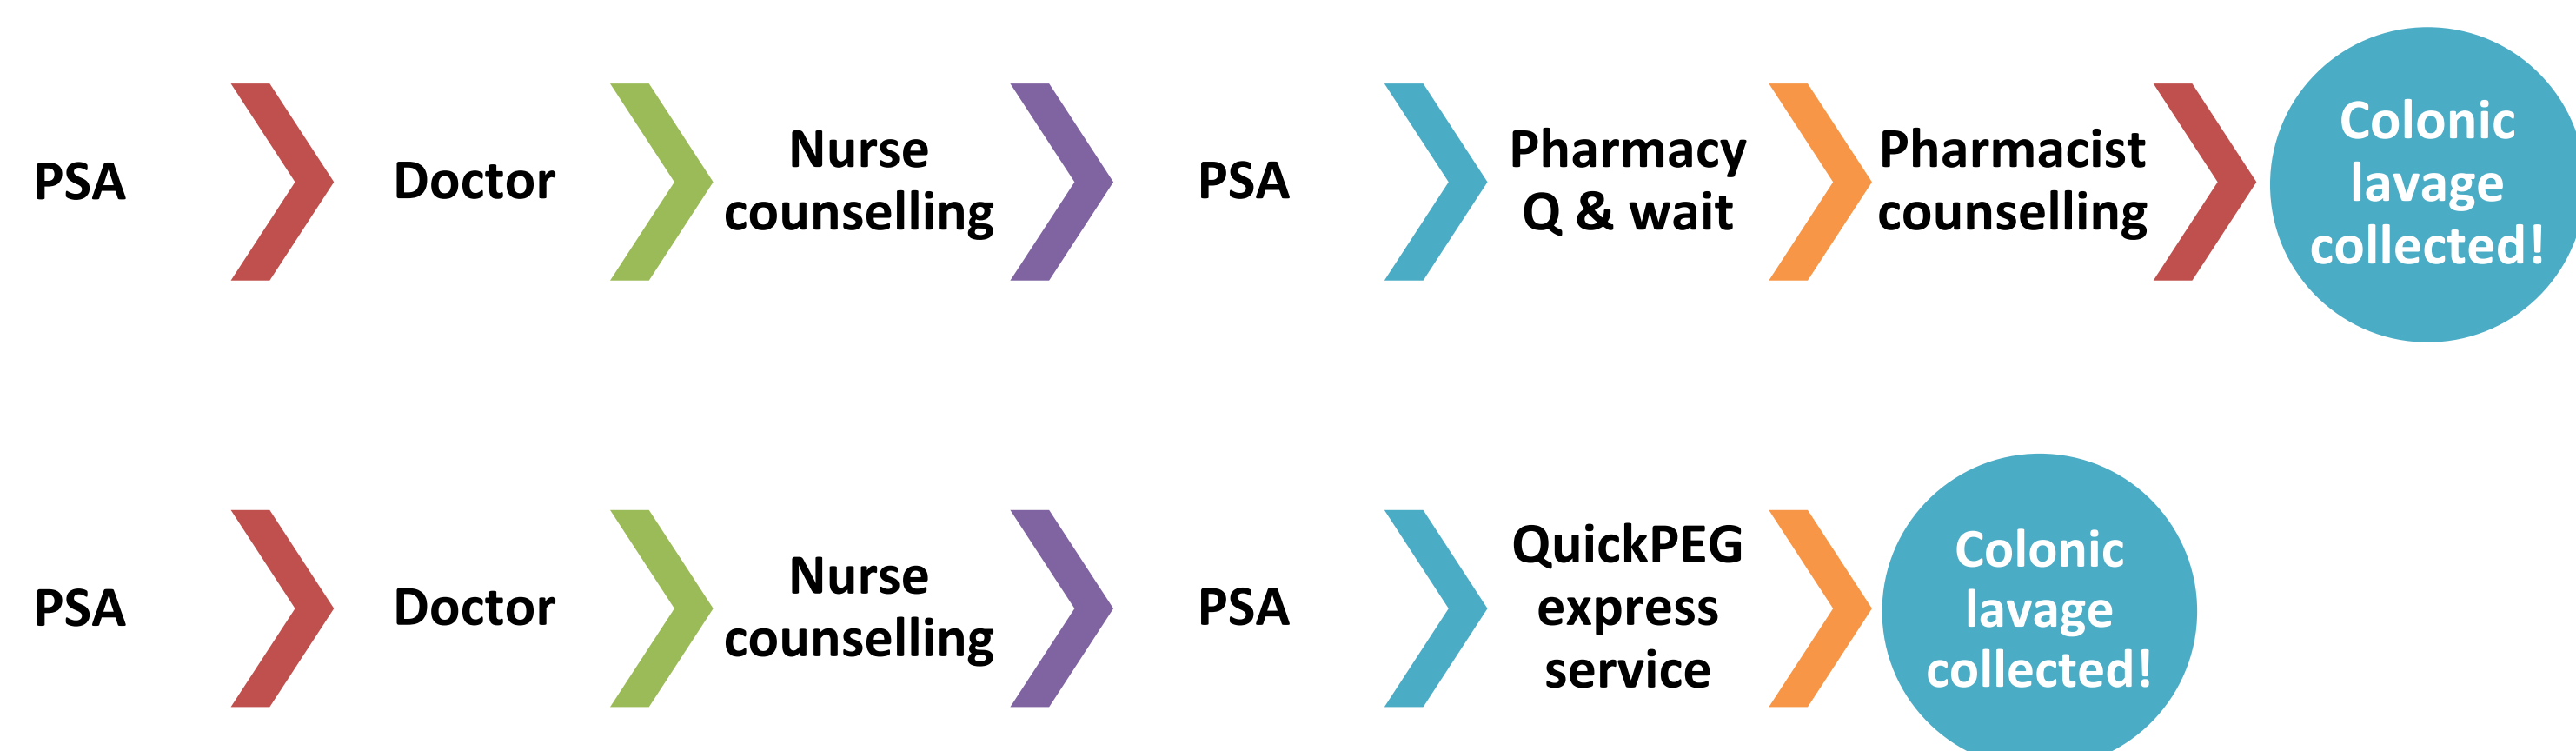 PSA
Doctor
Nurse
counselling
PSA
Pharmacy
Q & wait
Pharmacist
counselling
Colonic
lavage
collected!
PSA
Doctor
Nurse
counselling
PSA
QuickPEG
express
service
Colonic
lavage
collected!